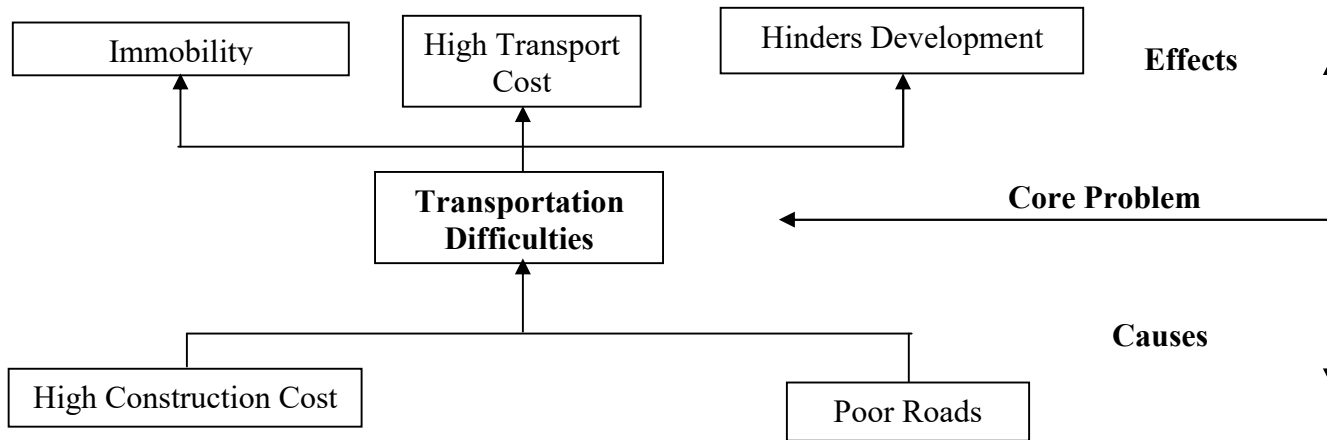 Immobility
High Transport
Cost
Hinders Development
Effects
Transportation
Difficulties
Core Problem
Causes
High Construction Cost
Poor Roads